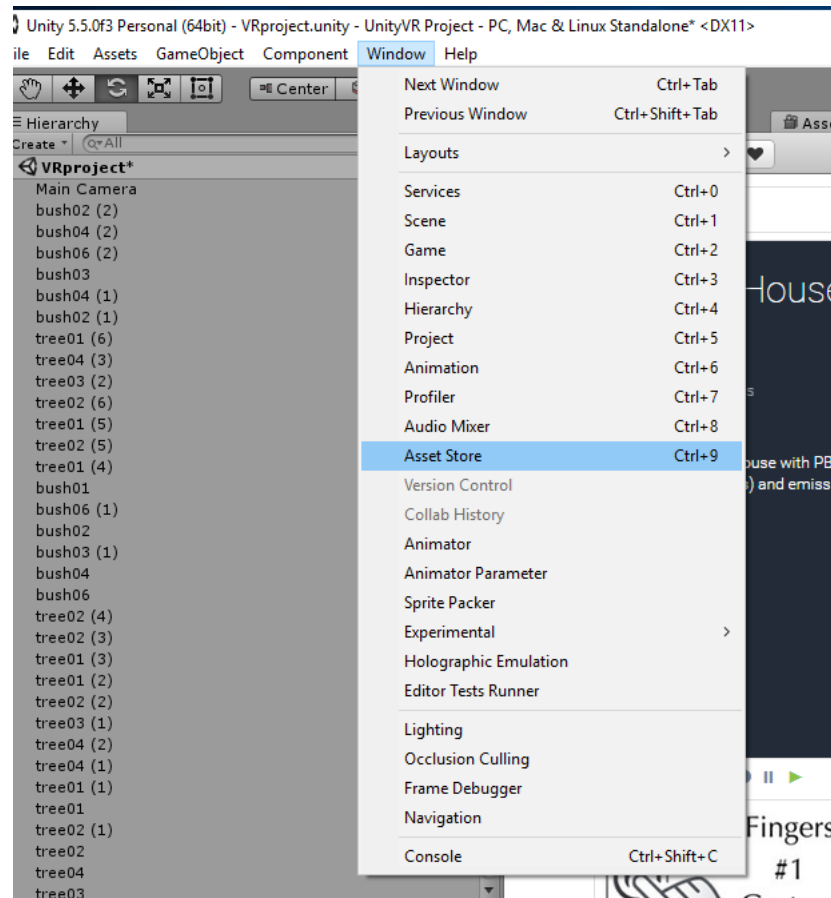 Unity 5.5.0f3 Personal (64bit) - VRproject.unity - UnityVR Project - PC, Mac & Linux Standalone* <DX11>
ile Edit Assets GameObject Component Window Help
Center
Hierarchy
Create
All
VRproject*
Main Camera
bush02 (2)
bush04 (2)
bush06 (2)
bush03
bush04 (1)
bush02 (1)
tree01 (6)
tree04 (3)
tree03 (2)
tree02 (6)
tree01 (5)
tree02 (5)
tree01 (4)
bush01
bush06 (1)
bush02
bush03 (1)
bush04
bush06
tree02 (4)
tree02 (3)
tree01 (3)
tree01 (2)
tree02 (2)
tree03 (1)
tree04 (2)
tree04 (1)
tree01 (1)
tree01
tree02 (1)
tree02
tree04
tree03
Next Window Ctrl+Tab
Previous Window Ctrl+Shift+Tab
Layouts
Services Ctrl+0
Scene Ctrl+1
Game Ctrl+2
Inspector Ctrl+3
Hierarchy Ctrl+4
Project Ctrl+5
Animation Ctrl+6
Profiler Ctrl+7
Audio Mixer Ctrl+8
Asset Store Ctrl+9
Version Control
Collab History
Animator
Animator Parameter
Sprite Packer
Experimental
Holographic Emulation
Editor Tests Runner
Lighting
Occlusion Culling
Frame Debugger
Navigation
Console Ctrl+Shift+C
Asse
House
s
ouse with PB
s) and emiss
Fingers
#1